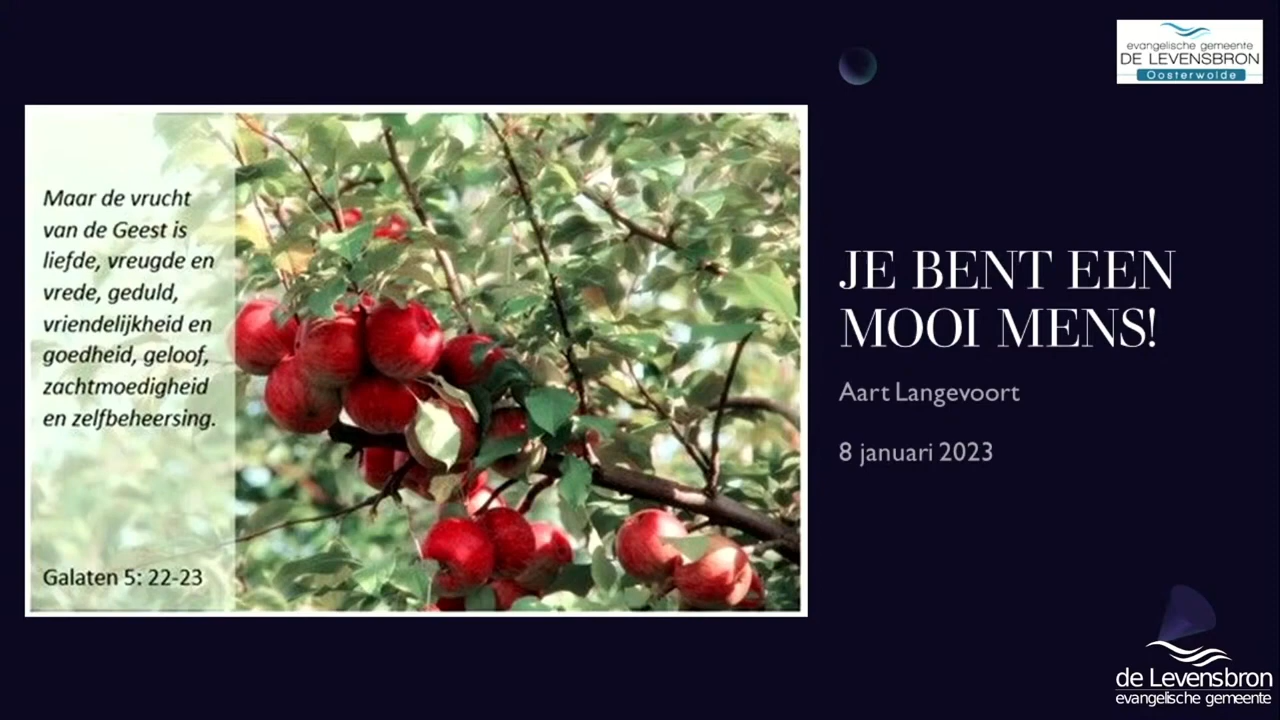 Maar de vrucht
van de Geest is
liefde, vreugde en
vrede, geduld,
vriendelijkheid en
goedheid, geloof,
zachtmoedigheid
en zelfbeheersing.
Galaten 5: 22-23
evangelische gemeente
DE LEVENSBRON
Oosterwolde
JE BENT EEN
MOOI MENS!
Aart Langevoort
8 januari 2023
de Levensbron
evangelische gemeente